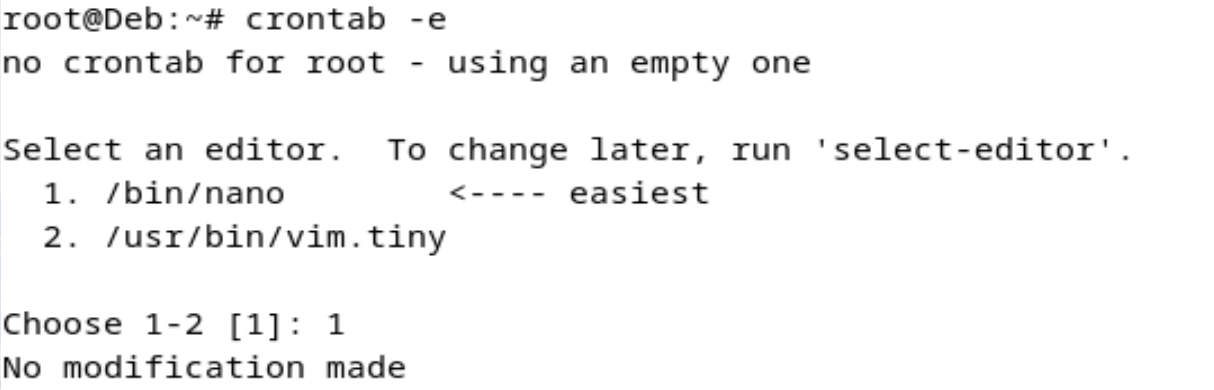 root@Deb:~# crontab -e
no crontab for root - using an empty one
Select an editor.  To change later, run 'select-editor'.
  1. /bin/nano        <---- easiest
  2. /usr/bin/vim.tiny
Choose 1-2 [1]: 1
No modification made